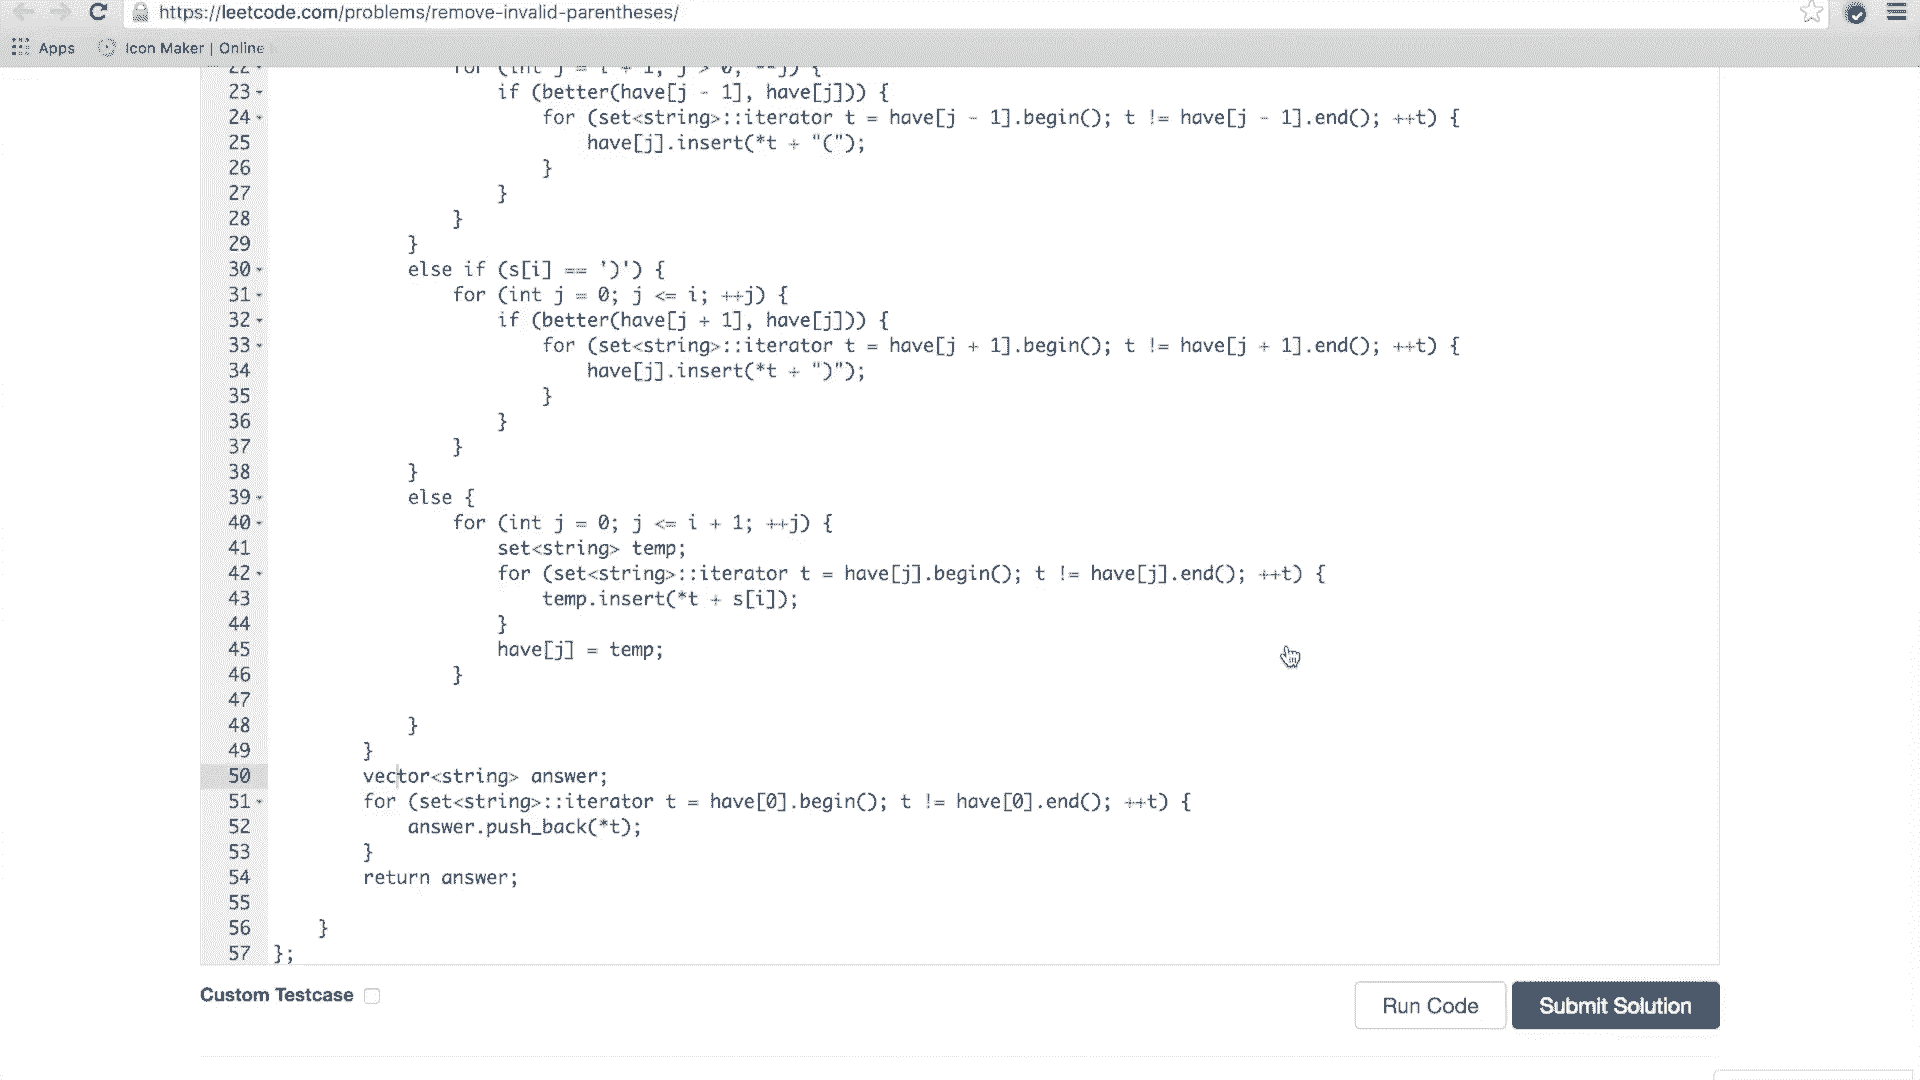 https://leetcode.com/problems/remove-invalid-parentheses/
Apps Icon Maker | Online
22 for (int j = i + 1; j > 0; --j) {
23 if (better(have[j - 1], have[j])) {
24 for (set<string>::iterator t = have[j - 1].begin(); t != have[j - 1].end(); ++t) {
25 have[j].insert(*t + "(");
26 }
27 }
28 }
29 }
30 else if (s[i] == ')') {
31 for (int j = 0; j <= i; ++j) {
32 if (better(have[j + 1], have[j])) {
33 for (set<string>::iterator t = have[j + 1].begin(); t != have[j + 1].end(); ++t) {
34 have[j].insert(*t + ")");
35 }
36 }
37 }
38 }
39 else {
40 for (int j = 0; j <= i + 1; ++j) {
41 set<string> temp;
42 for (set<string>::iterator t = have[j].begin(); t != have[j].end(); ++t) {
43 temp.insert(*t + s[i]);
44 }
45 have[j] = temp;
46 }
47
48 }
49 }
50 vector<string> answer;
51 for (set<string>::iterator t = have[0].begin(); t != have[0].end(); ++t) {
52 answer.push_back(*t);
53 }
54 return answer;
55
56 }
57 };
Custom Testcase
Run Code
Submit Solution